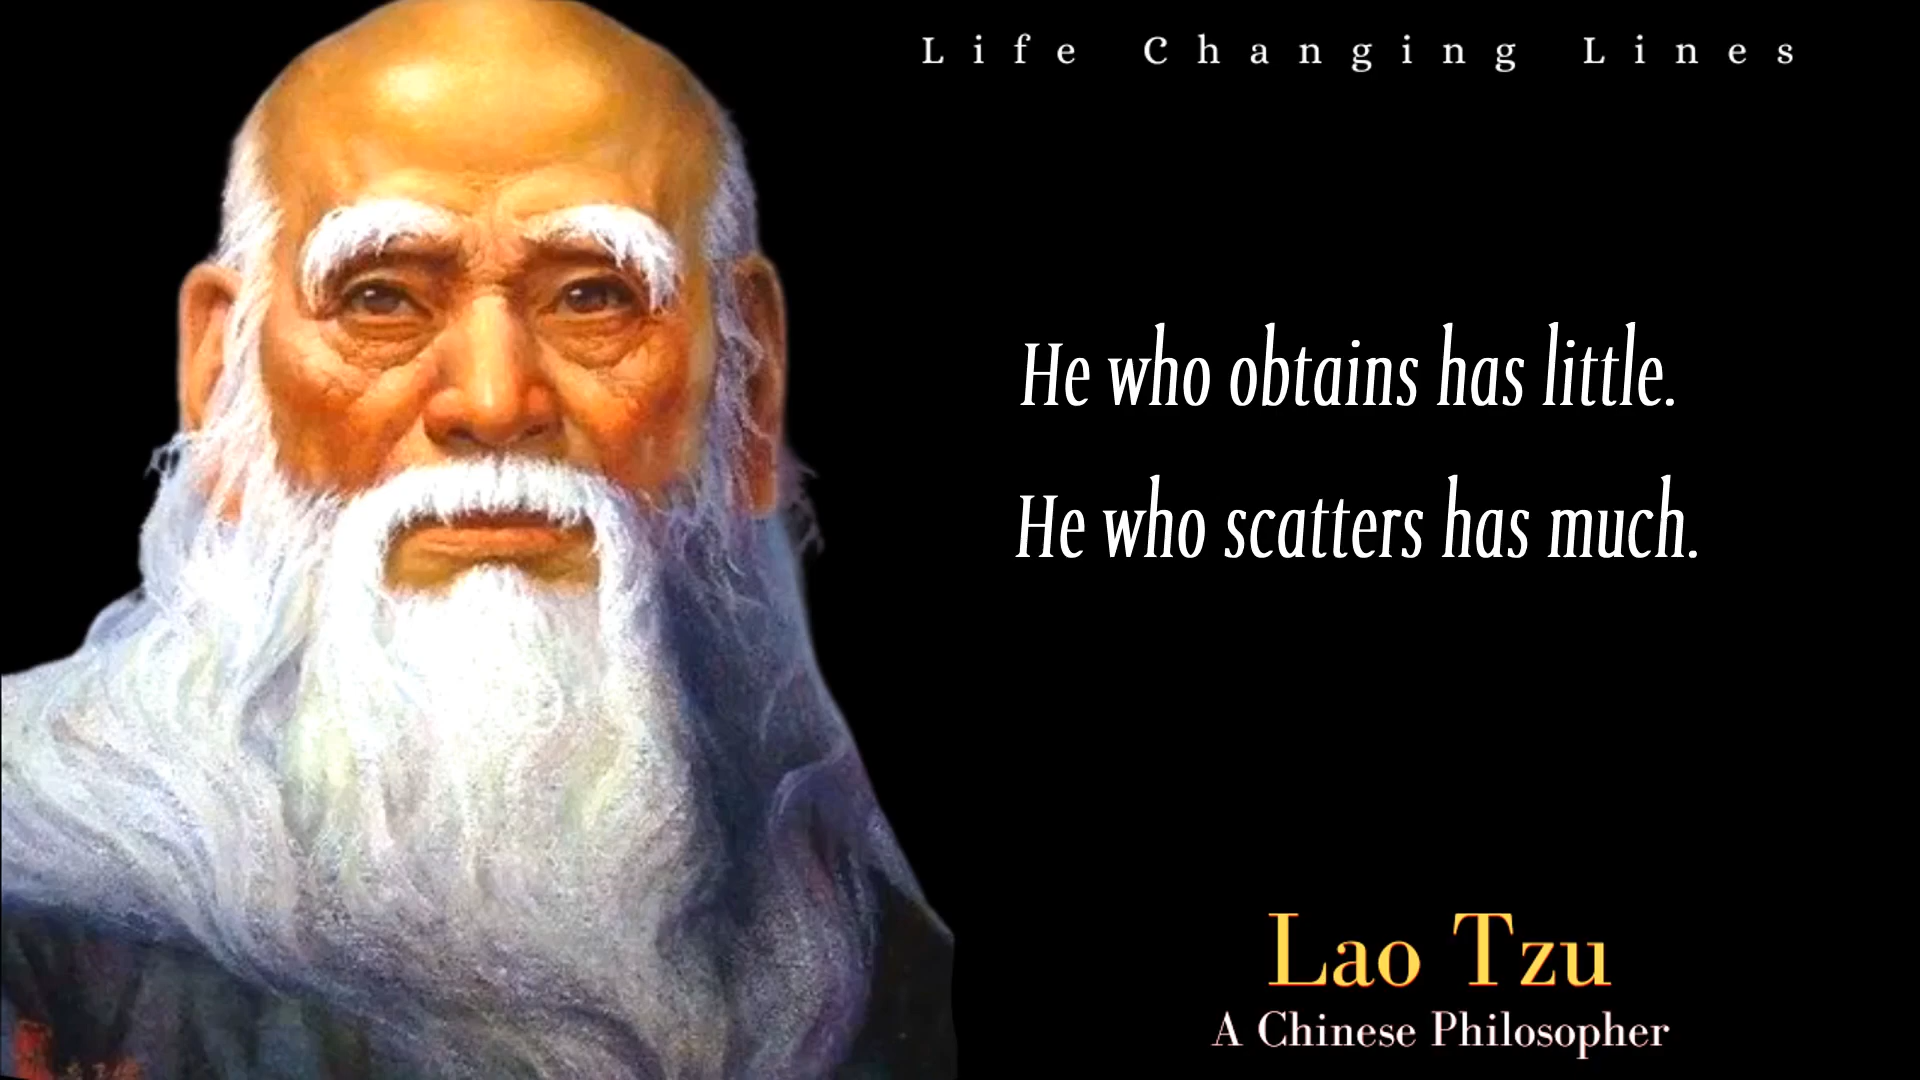 Life Changing Lines
He who obtains has little.
He who scatters has much.
Lao Tzu
A Chinese Philosopher